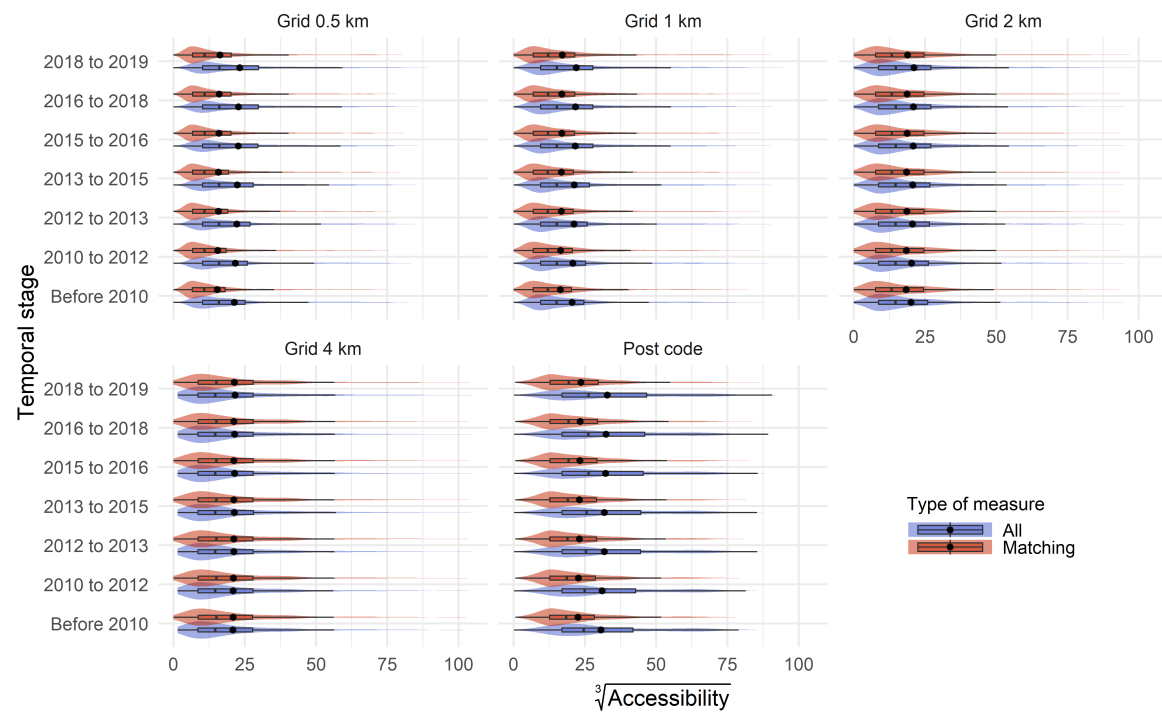 Grid 0.5 km
Grid 1 km
Grid 2 km
2018 to 2019
2016 to 2018
2015 to 2016
2013 to 2015
2012 to 2013
2010 to 2012
Before 2010
0 25 50 75 100
Temporal stage
Grid 4 km
Post code
2018 to 2019
2016 to 2018
2015 to 2016
2013 to 2015
2012 to 2013
2010 to 2012
Before 2010
0 25 50 75 100
0 25 50 75 100
∛Accessibility
Type of measure
All
Matching